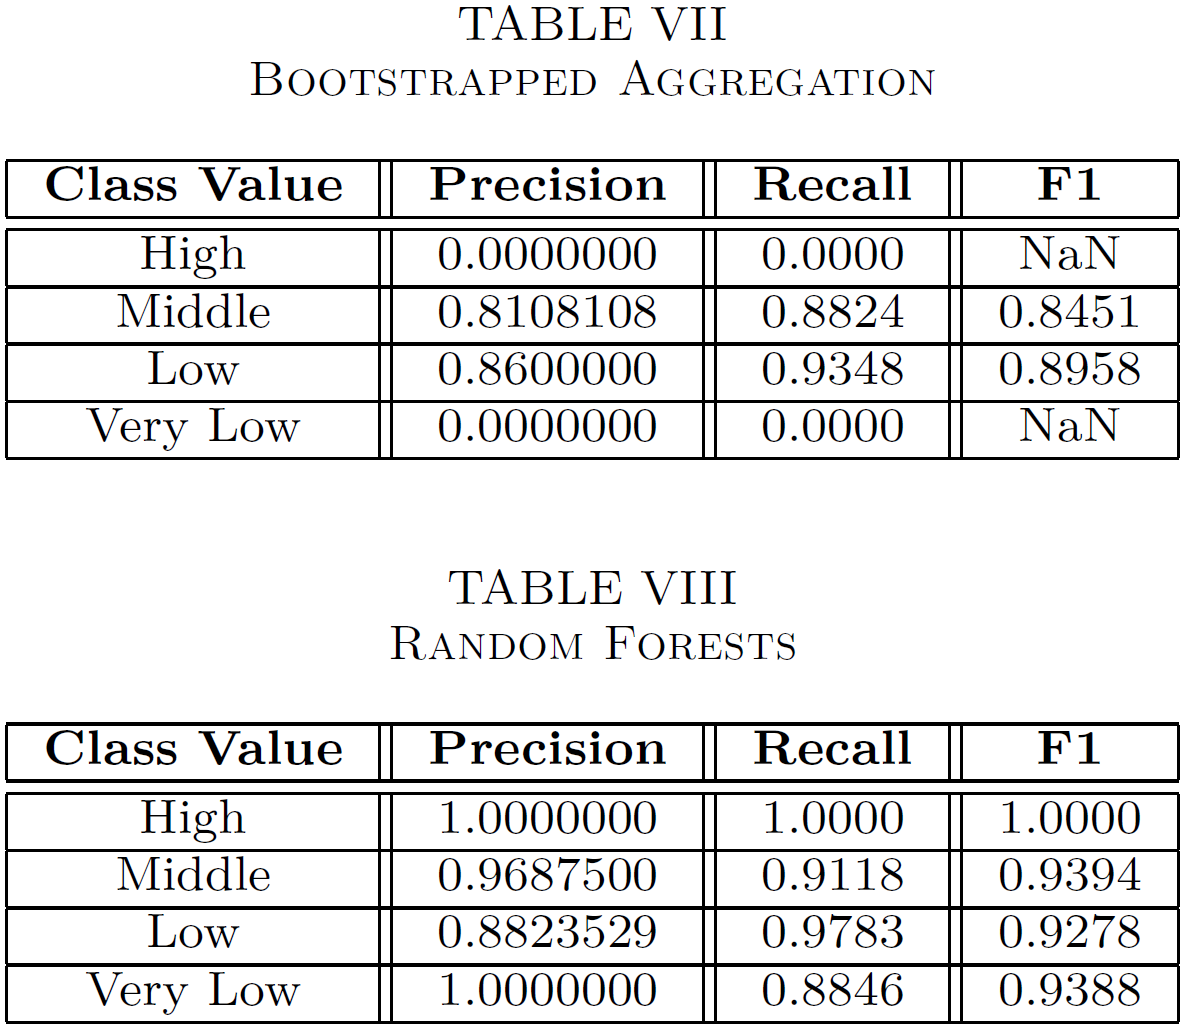 TABLE VII
BOOTSTRAPPED AGGREGATION
Class Value Precision Recall F1
High 0.0000000 0.0000 NaN
Middle 0.8108108 0.8824 0.8451
Low 0.8600000 0.9348 0.8958
Very Low 0.0000000 0.0000 NaN
TABLE VIII
RANDOM FORESTS
Class Value Precision Recall F1
High 1.0000000 1.0000 1.0000
Middle 0.9687500 0.9118 0.9394
Low 0.8823529 0.9783 0.9278
Very Low 1.0000000 0.8846 0.9388